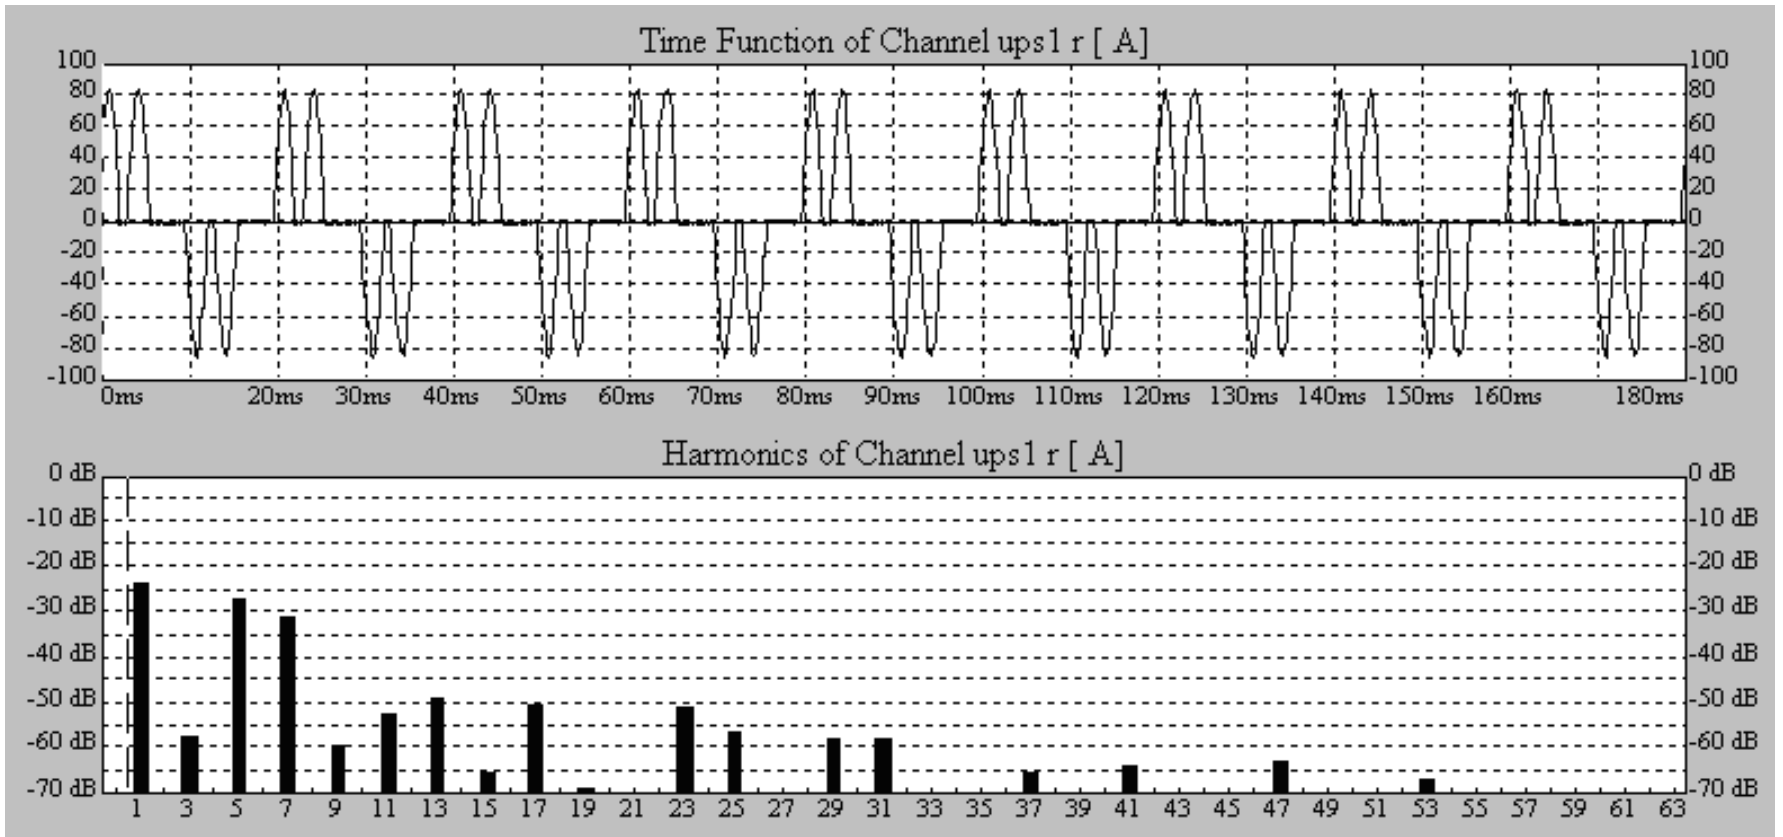 Time Function of Channel ups1 r [ A]
100 100
80 80
60 60
40 40
20 20
0 0
-20 -20
-40 -40
-60 -60
-80 -80
-100 -100
0ms 20ms 30ms 40ms 50ms 60ms 70ms 80ms 90ms 100ms 110ms 120ms 130ms 140ms 150ms 160ms 180ms
Harmonics of Channel ups1 r [ A]
0 dB 0 dB
-10 dB -10 dB
-20 dB -20 dB
-30 dB -30 dB
-40 dB -40 dB
-50 dB -50 dB
-60 dB -60 dB
-70 dB -70 dB
1 3 5 7 9 11 13 15 17 19 21 23 25 27 29 31 33 35 37 39 41 43 45 47 49 51 53 55 57 59 61 63